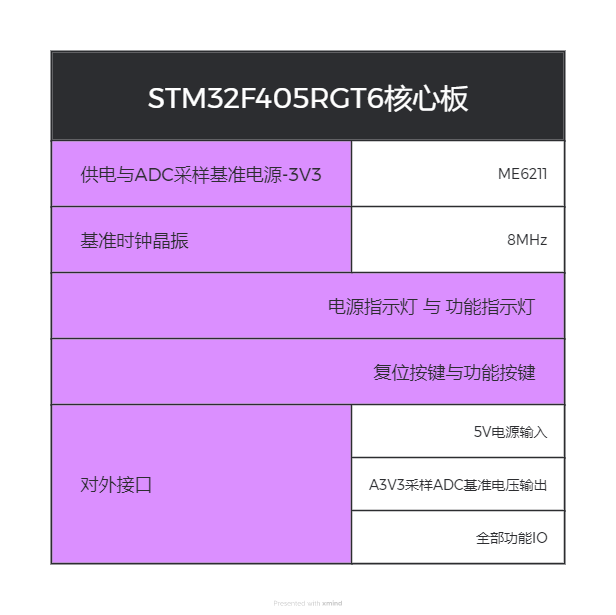 STM32F405RGT6核心板
供电与ADC采样基准电源-3V3
ME6211
基准时钟晶振
8MHz
电源指示灯 与 功能指示灯
复位按键与功能按键
对外接口
5V电源输入
A3V3采样ADC基准电压输出
全部功能IO
Presented with xmind